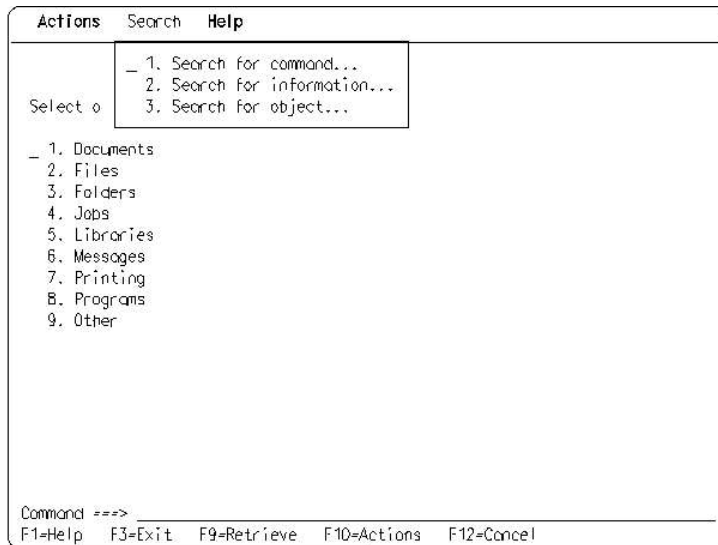 Actions Search Help
_ 1. Search for command...
2. Search for information...
Select o 3. Search for object...
_ 1. Documents
2. Files
3. Folders
4. Jobs
5. Libraries
6. Messages
7. Printing
8. Programs
9. Other
Command ===> 
F1=Help F3=Exit F9=Retrieve F10=Actions F12=Cancel